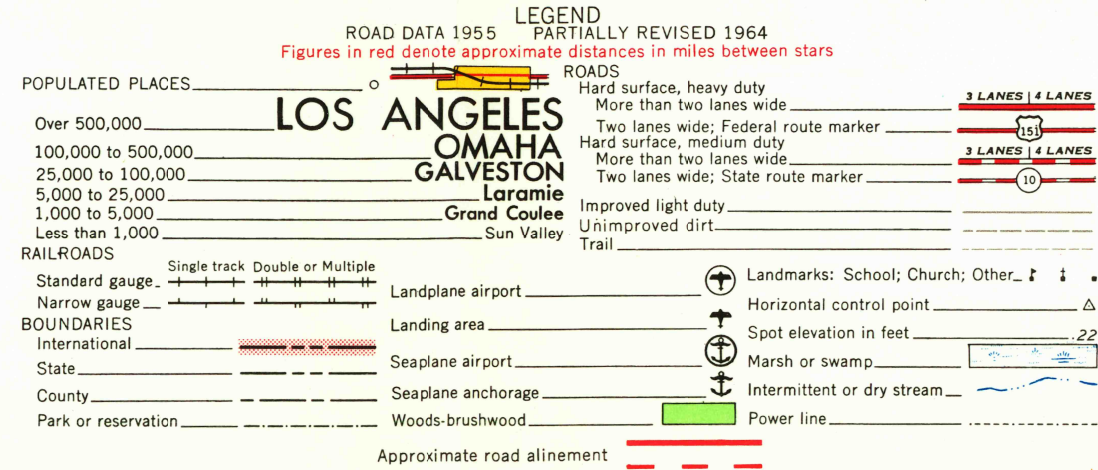 LEGEND
ROAD DATA 1955 PARTIALLY REVISED 1964
Figures in red denote approximate distances in miles between stars
POPULATED PLACES
Over 500,000 LOS ANGELES
100,000 to 500,000 OMAHA
25,000 to 100,000 GALVESTON
5,000 to 25,000 Laramie
1,000 to 5,000 Grand Coulee
Less than 1,000 Sun Valley
RAILROADS
Single track Double or Multiple
Standard gauge
Narrow gauge
BOUNDARIES
International
State
County
Park or reservation
ROADS
Hard surface, heavy duty
More than two lanes wide 3 LANES | 4 LANES
Two lanes wide; Federal route marker 151
Hard surface, medium duty
More than two lanes wide 3 LANES | 4 LANES
Two lanes wide; State route marker 10
Improved light duty
Unimproved dirt
Trail
Landplane airport
Landing area
Seaplane airport
Seaplane anchorage
Woods-brushwood
Landmarks: School; Church; Other
Horizontal control point
Spot elevation in feet .22
Marsh or swamp
Intermittent or dry stream
Power line
Approximate road alinement